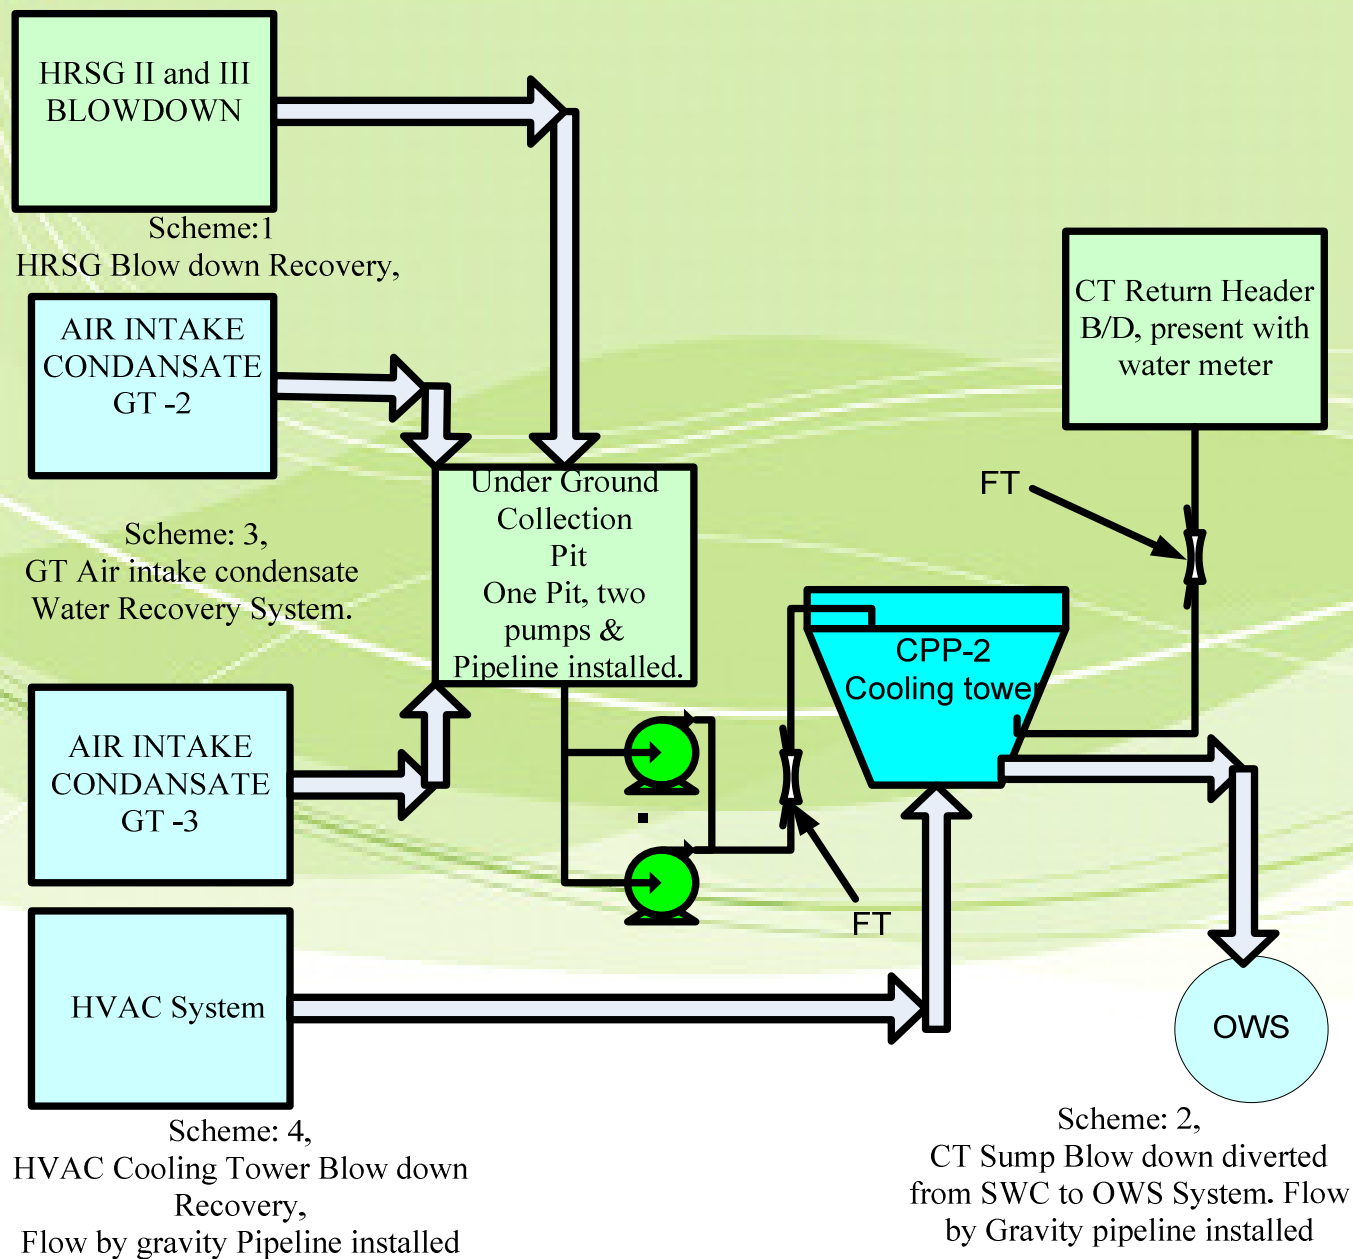 HRSG II and III
BLOWDOWN
Scheme:1
HRSG Blow down Recovery,
AIR INTAKE
CONDANSATE
GT -2
Scheme: 3,
GT Air intake condensate
Water Recovery System.
Under Ground
Collection
Pit
One Pit, two
pumps &
Pipeline installed.
AIR INTAKE
CONDANSATE
GT -3
HVAC System
Scheme: 4,
HVAC Cooling Tower Blow down
Recovery,
Flow by gravity Pipeline installed
CT Return Header
B/D, present with
water meter
FT
CPP-2
Cooling tower
FT
OWS
Scheme: 2,
CT Sump Blow down diverted
from SWC to OWS System. Flow
by Gravity pipeline installed